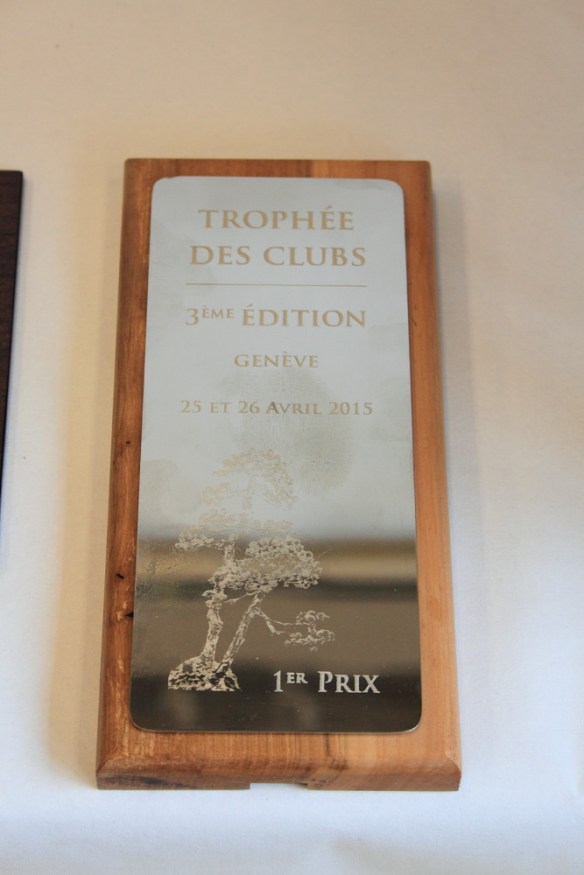 TROPHÉE
DES CLUBS
3ÈME ÉDITION
GENÈVE
25 ET 26 AVRIL 2015
1ER PRIX